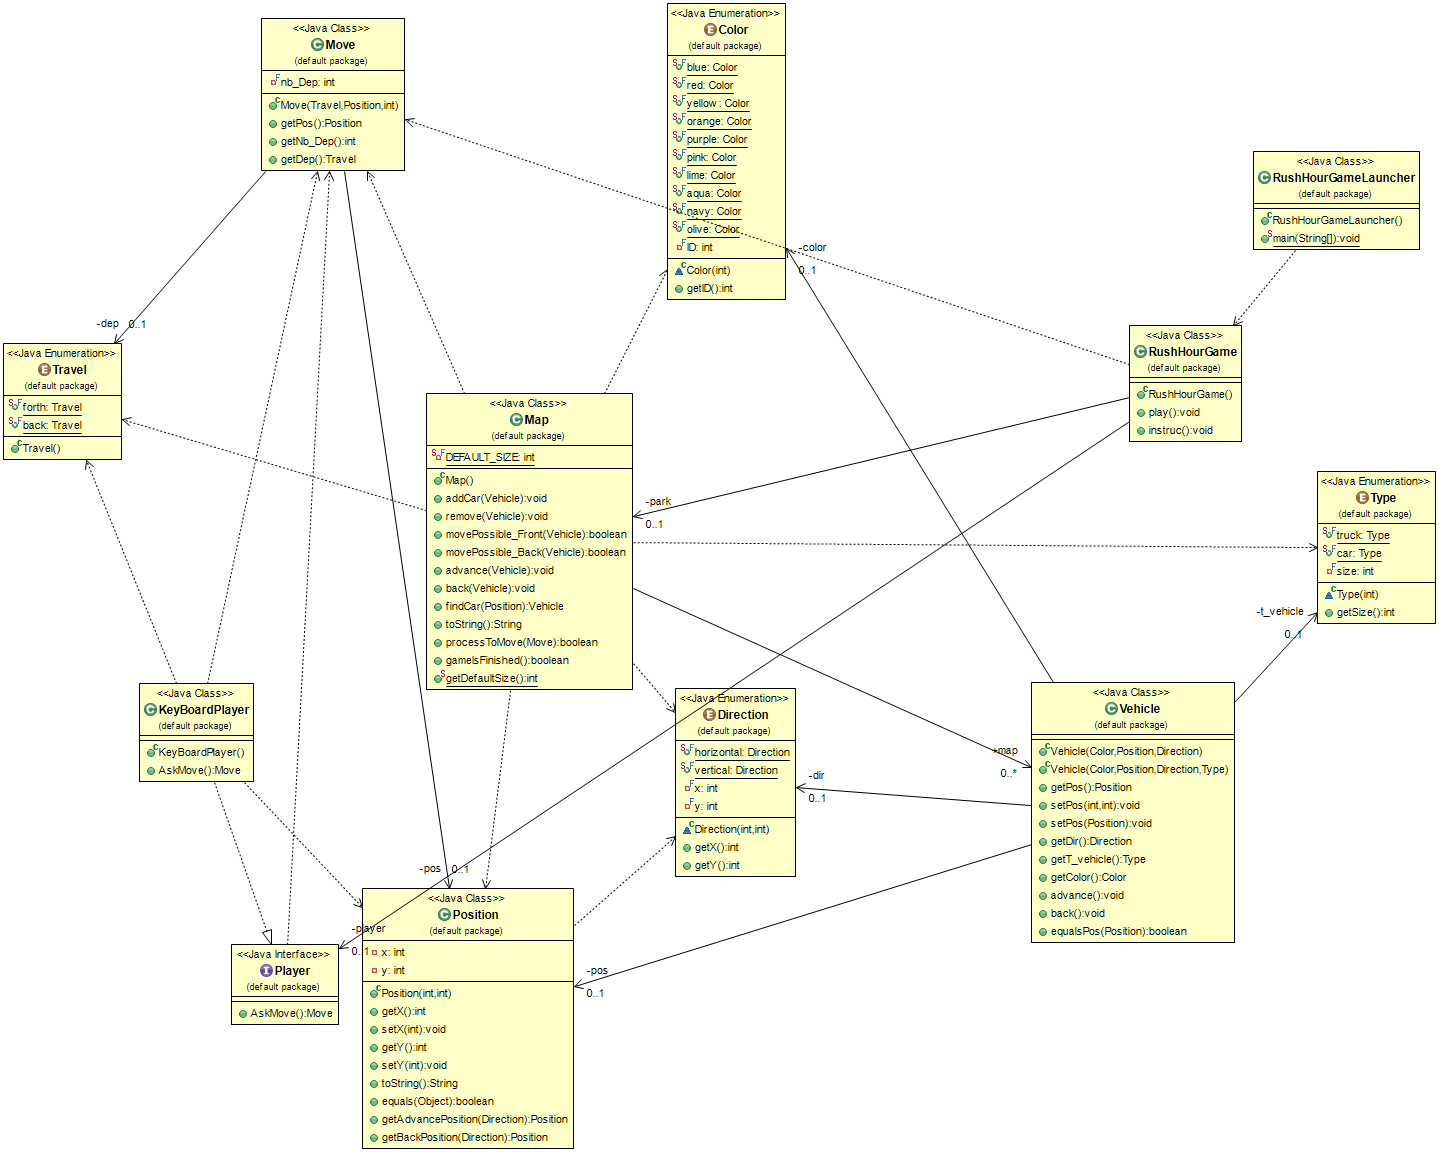 <<Java Class>>
Move
(default package)
nb_Dep: int
Move(Travel,Position,int)
getPos():Position
getNb_Dep():int
getDep():Travel
<<Java Enumeration>>
Color
(default package)
blue: Color
red: Color
yellow: Color
orange: Color
purple: Color
pink: Color
lime: Color
aqua: Color
navy: Color
olive: Color
ID: int
Color(int)
getID():int
<<Java Class>>
RushHourGameLauncher
(default package)
RushHourGameLauncher()
main(String[]):void
-color
0..1
-dep
0..1
<<Java Enumeration>>
Travel
(default package)
forth: Travel
back: Travel
Travel()
<<Java Class>>
RushHourGame
(default package)
RushHourGame()
play():void
instruc():void
<<Java Class>>
Map
(default package)
DEFAULT_SIZE: int
Map()
addCar(Vehicle):void
remove(Vehicle):void
movePossible_Front(Vehicle):boolean
movePossible_Back(Vehicle):boolean
advance(Vehicle):void
back(Vehicle):void
findCar(Position):Vehicle
toString():String
processToMove(Move):boolean
gameIsFinished():boolean
getDefaultSize():int
-park
0..1
<<Java Enumeration>>
Type
(default package)
truck: Type
car: Type
size: int
Type(int)
getSize():int
-t_vehicle
0..1
<<Java Class>>
KeyBoardPlayer
(default package)
KeyBoardPlayer()
AskMove():Move
<<Java Enumeration>>
Direction
(default package)
horizontal: Direction
vertical: Direction
x: int
y: int
Direction(int,int)
getX():int
getY():int
-map
0..*
-dir
0..1
<<Java Class>>
Vehicle
(default package)
Vehicle(Color,Position,Direction)
Vehicle(Color,Position,Direction,Type)
getPos():Position
setPos(int,int):void
setPos(Position):void
getDir():Direction
getT_vehicle():Type
getColor():Color
advance():void
back():void
equalsPos(Position):boolean
-pos
0..1
<<Java Class>>
Position
(default package)
x: int
y: int
Position(int,int)
getX():int
setX(int):void
getY():int
setY(int):void
toString():String
equals(Object):boolean
getAdvancePosition(Direction):Position
getBackPosition(Direction):Position
-player
0..1
<<Java Interface>>
Player
(default package)
AskMove():Move
-pos
0..1